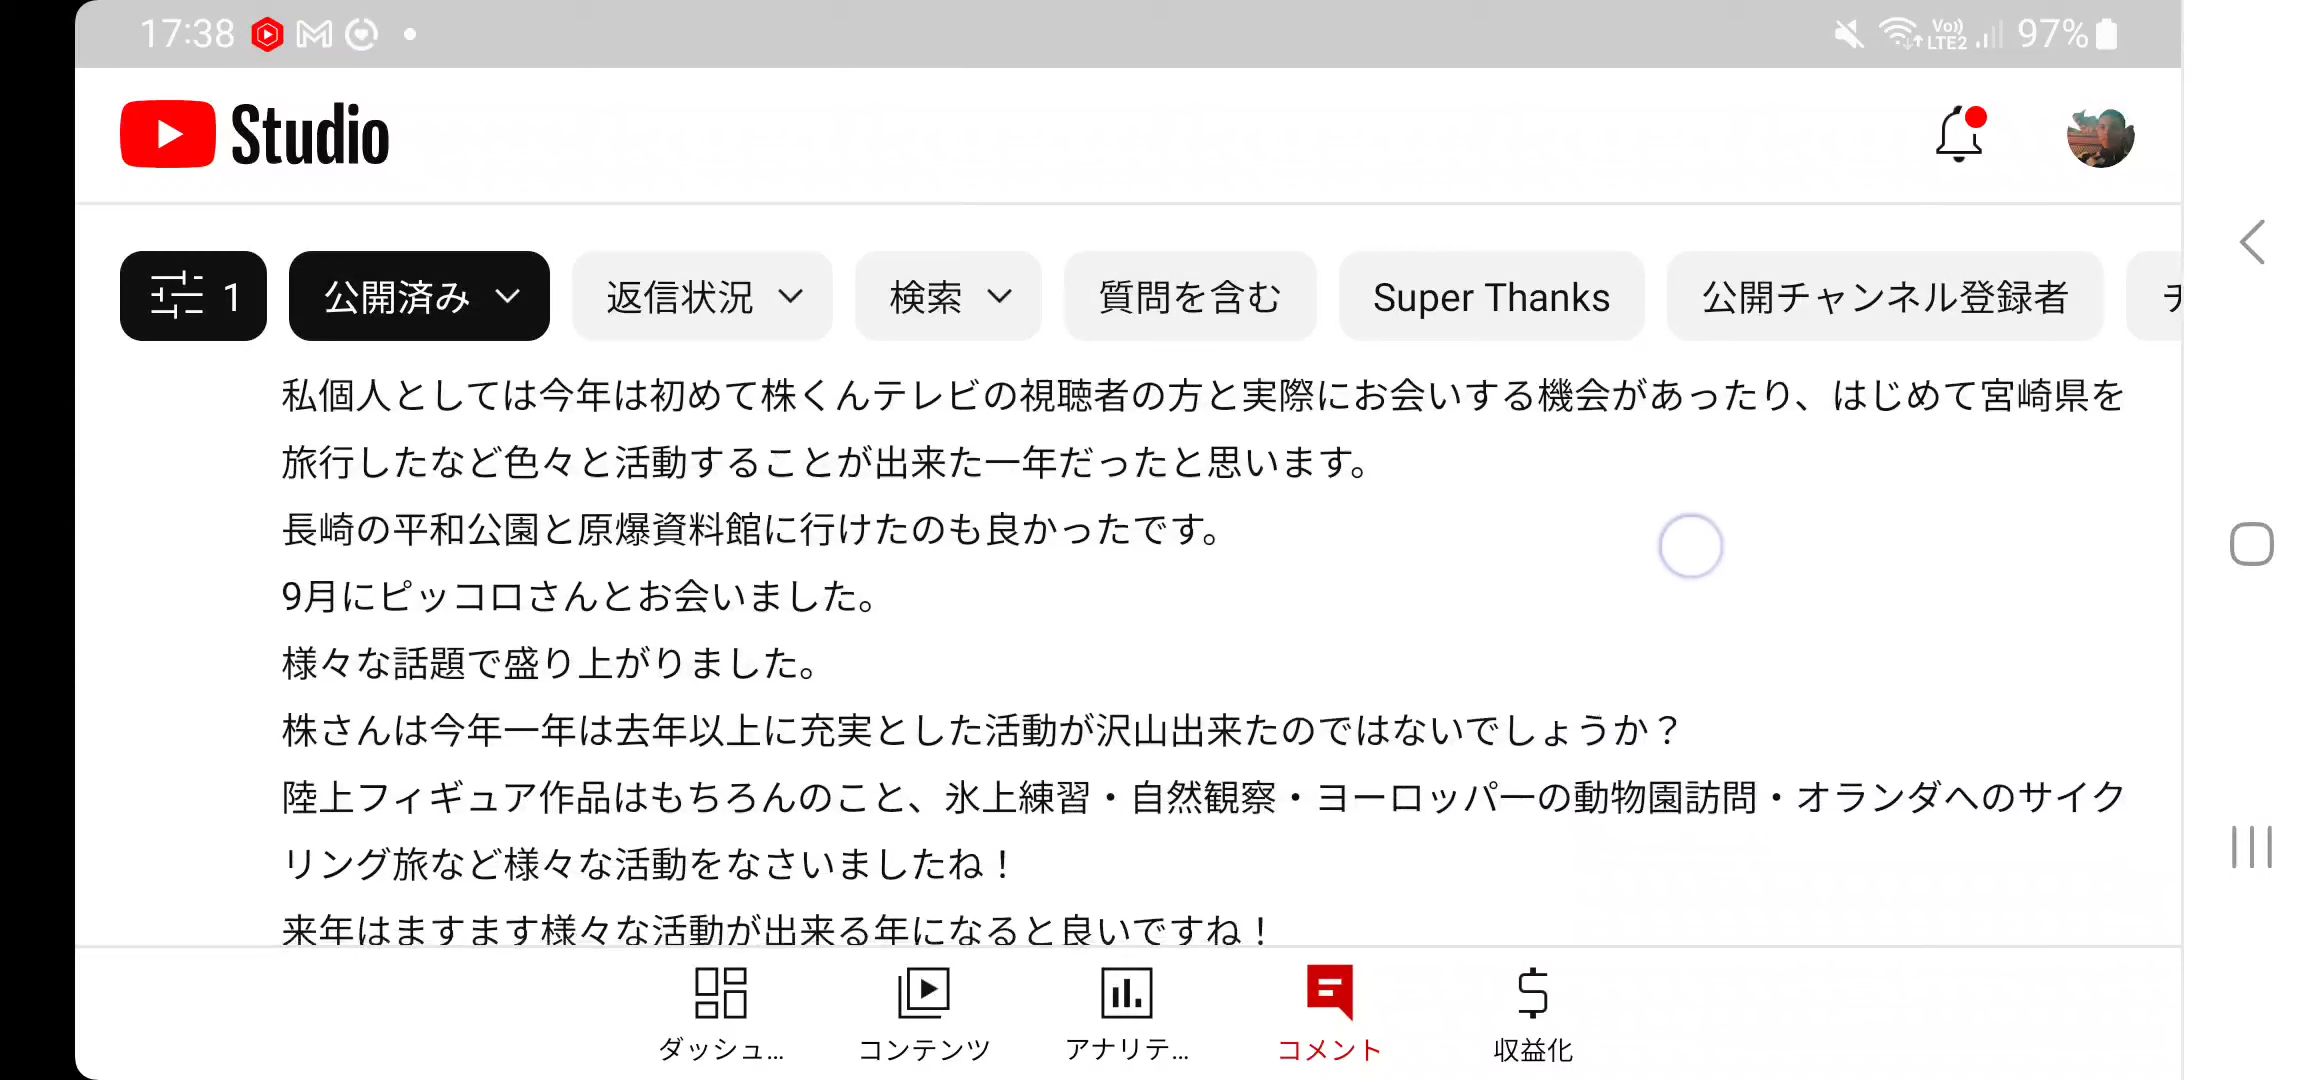 17:38
Vo)) LTE2 97%
Studio
1 公開済み 返信状況 検索 質問を含む Super Thanks 公開チャンネル登録者
私個人としては今年は初めて株くんテレビの視聴者の方と実際にお会いする機会があったり、はじめて宮崎県を
旅行したなど色々と活動することが出来た一年だったと思います。
長崎の平和公園と原爆資料館に行けたのも良かったです。
9月にピッコロさんとお会いました。
様々な話題で盛り上がりました。
株さんは今年一年は去年以上に充実とした活動が沢山出来たのではないでしょうか？
陸上フィギュア作品はもちろんのこと、氷上練習・自然観察・ヨーロッパーの動物園訪問・オランダへのサイク
リング旅など様々な活動をなさいましたね！
来年はますます様々な活動が出来る年になると良いですね！
ダッシュ... コンテンツ アナリテ... コメント 収益化